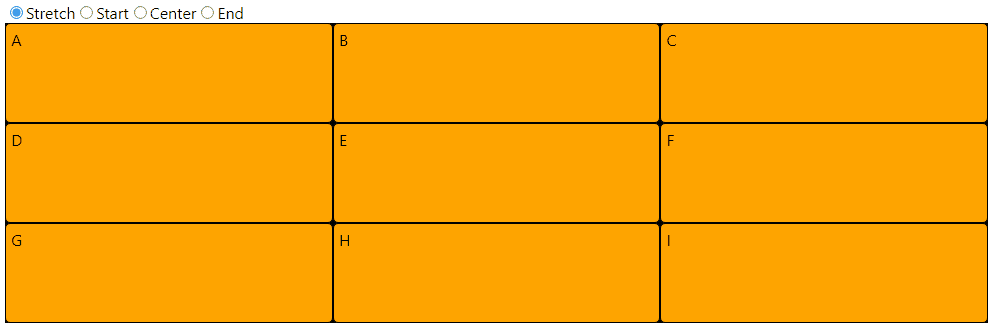 Stretch Start Center End
A B C
D E F
G H I